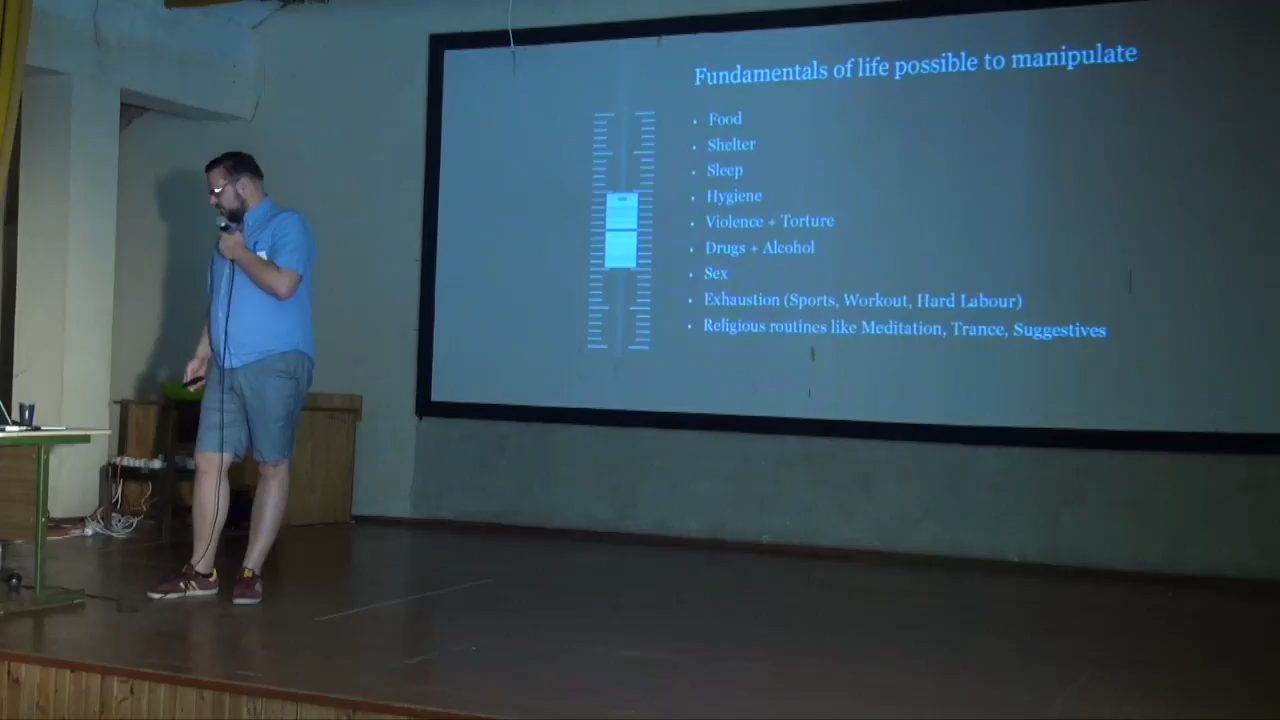 Fundamentals of life possible to manipulate
• Food
• Shelter
• Sleep
• Hygiene
• Violence + Torture
• Drugs + Alcohol
• Sex
• Exhaustion (Sports, Workout, Hard Labour)
• Religious routines like Meditation, Trance, Suggestives